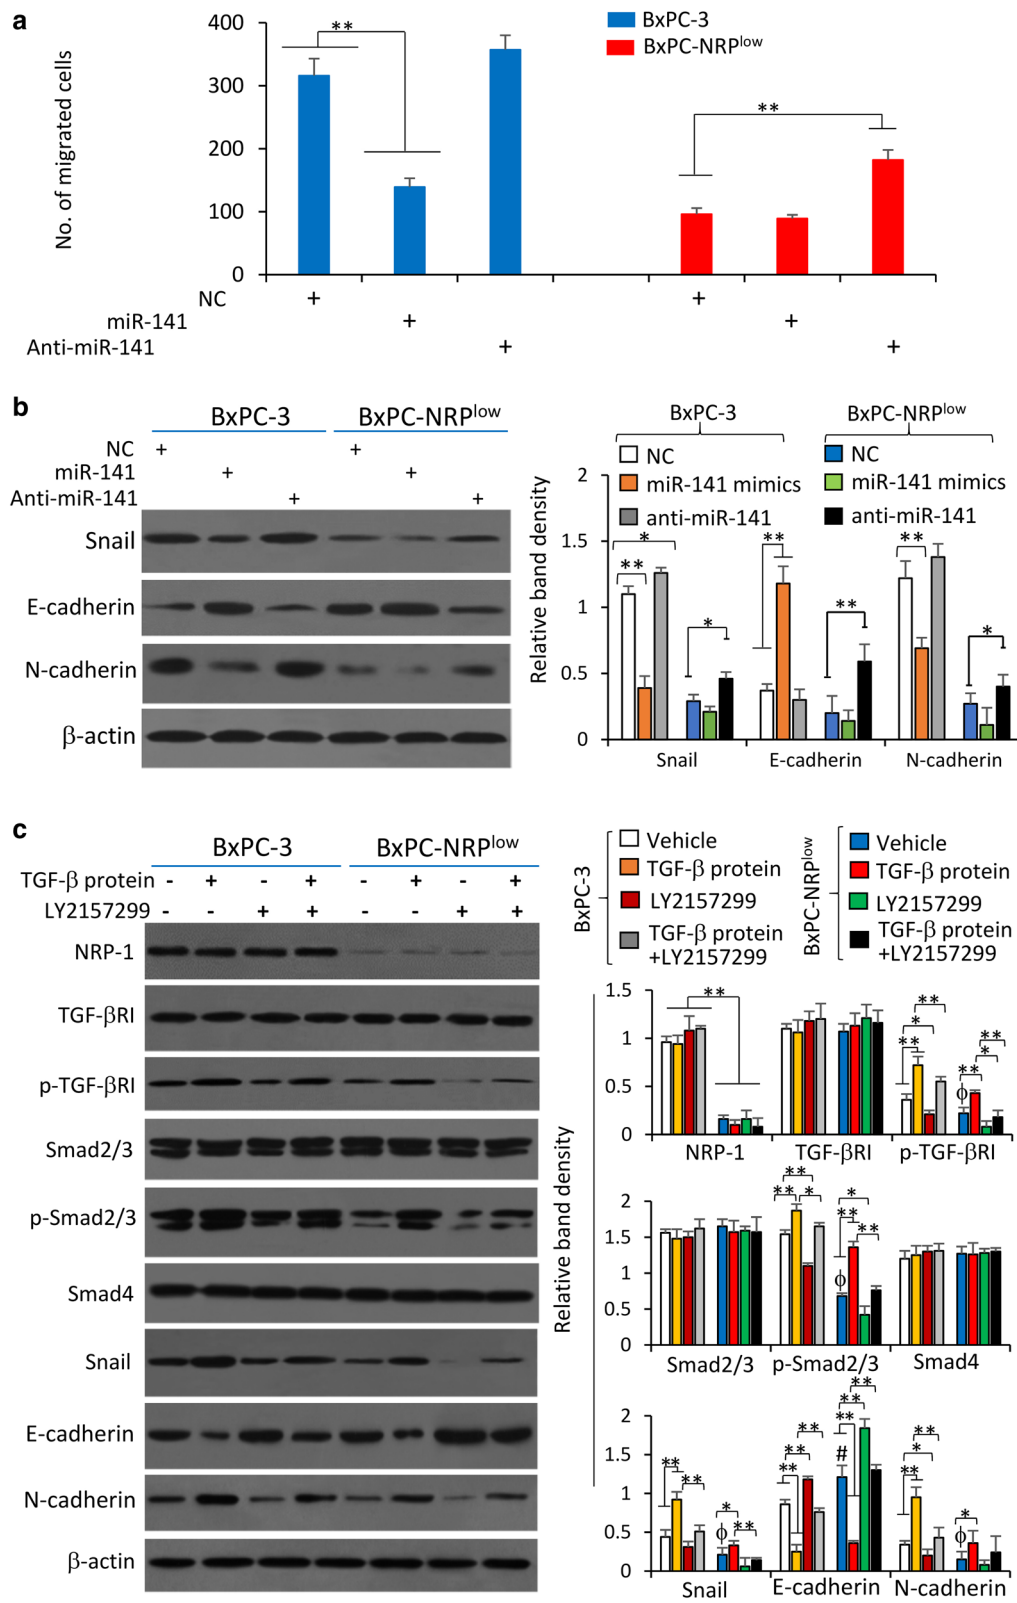 a
400
300
200
100
0
No. of migrated cells
**
**
BxPC-3
BxPC-NRPlow
NC + +
miR-141 + +
Anti-miR-141 + +
b
BxPC-3 BxPC-NRPlow
NC + +
miR-141 + +
Anti-miR-141 + +
Snail
E-cadherin
N-cadherin
β-actin
BxPC-3 BxPC-NRPlow
NC NC
miR-141 mimics miR-141 mimics
anti-miR-141 anti-miR-141
Relative band density
2
1.5
1
0.5
0
* ** ** **
* ** *
Snail E-cadherin N-cadherin
c
BxPC-3 BxPC-NRPlow
TGF-β protein - + - + - + - +
LY2157299 - - + + - - + +
NRP-1
TGF-βRI
p-TGF-βRI
Smad2/3
p-Smad2/3
Smad4
Snail
E-cadherin
N-cadherin
β-actin
BxPC-3
Vehicle
TGF-β protein
LY2157299
TGF-β protein
+LY2157299
BxPC-NRPlow
Vehicle
TGF-β protein
LY2157299
TGF-β protein
+LY2157299
Relative band density
1.5
1
0.5
0
** ** * ** ** * ** ϕ
NRP-1 TGF-βRI p-TGF-βRI
2
1.5
1
0.5
0
** ** * * ** ** ϕ
Smad2/3 p-Smad2/3 Smad4
2
1.5
1
0.5
0
** ** * ** ϕ
** ** ** ** ** ** #
** * ** * ϕ
Snail E-cadherin N-cadherin